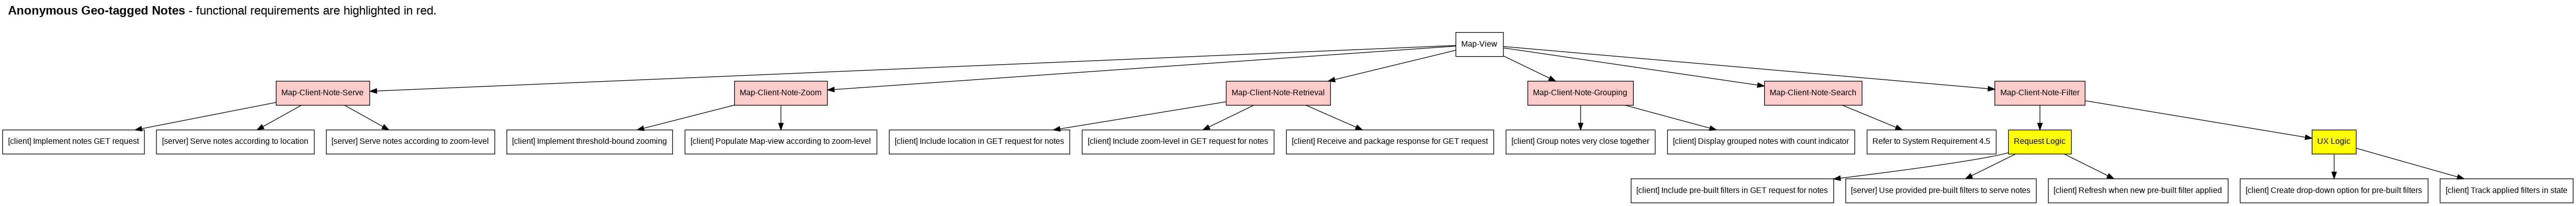 Anonymous Geo-tagged Notes - functional requirements are highlighted in red.
Map-View
Map-Client-Note-Serve
Map-Client-Note-Zoom
Map-Client-Note-Retrieval
Map-Client-Note-Grouping
Map-Client-Note-Search
Map-Client-Note-Filter
[client] Implement notes GET request
[server] Serve notes according to location
[server] Serve notes according to zoom-level
[client] Implement threshold-bound zooming
[client] Populate Map-view according to zoom-level
[client] Include location in GET request for notes
[client] Include zoom-level in GET request for notes
[client] Receive and package response for GET request
[client] Group notes very close together
[client] Display grouped notes with count indicator
Refer to System Requirement 4.5
Request Logic
UX Logic
[client] Include pre-built filters in GET request for notes
[server] Use provided pre-built filters to serve notes
[client] Refresh when new pre-built filter applied
[client] Create drop-down option for pre-built filters
[client] Track applied filters in state